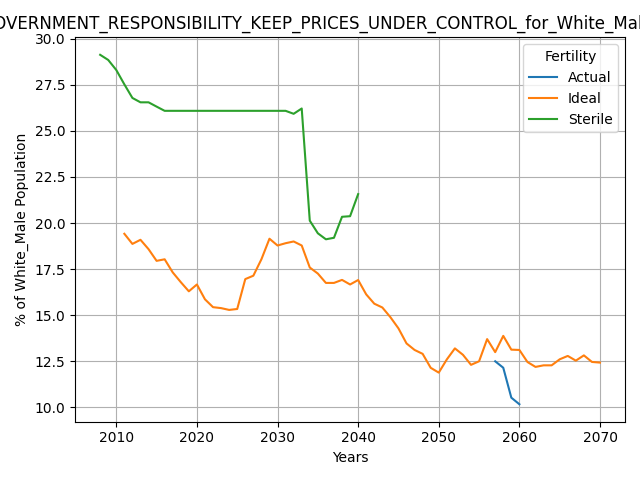 OVERNMENT_RESPONSIBILITY_KEEP_PRICES_UNDER_CONTROL_for_White_Mal
30.0
27.5
25.0
22.5
20.0
17.5
15.0
12.5
10.0
% of White_Male Population
Fertility
Actual
Ideal
Sterile
2010 2020 2030 2040 2050 2060 2070
Years